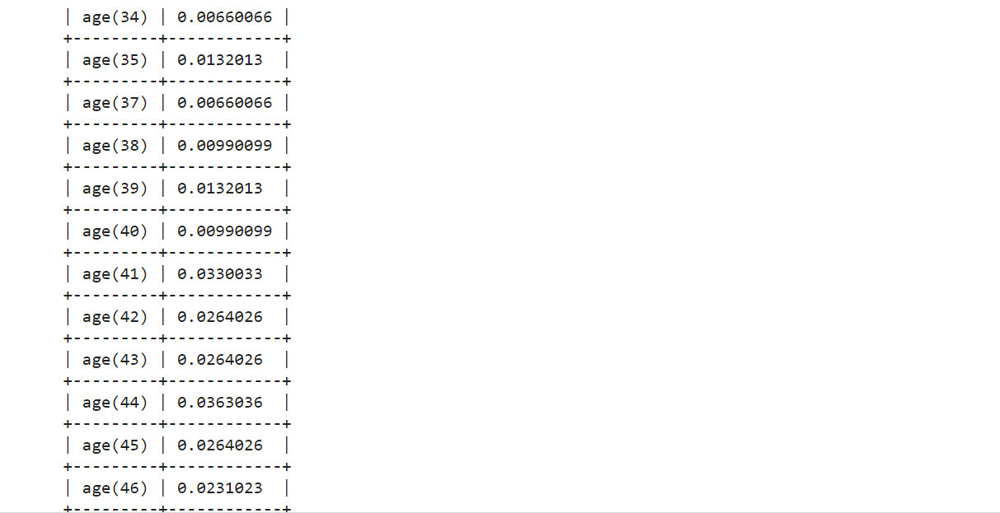 | age(34) | 0.00660066 |
+---------+------------+
| age(35) | 0.0132013  |
+---------+------------+
| age(37) | 0.00660066 |
+---------+------------+
| age(38) | 0.00990099 |
+---------+------------+
| age(39) | 0.0132013  |
+---------+------------+
| age(40) | 0.00990099 |
+---------+------------+
| age(41) | 0.0330033  |
+---------+------------+
| age(42) | 0.0264026  |
+---------+------------+
| age(43) | 0.0264026  |
+---------+------------+
| age(44) | 0.0363036  |
+---------+------------+
| age(45) | 0.0264026  |
+---------+------------+
| age(46) | 0.0231023  |
+---------+------------+